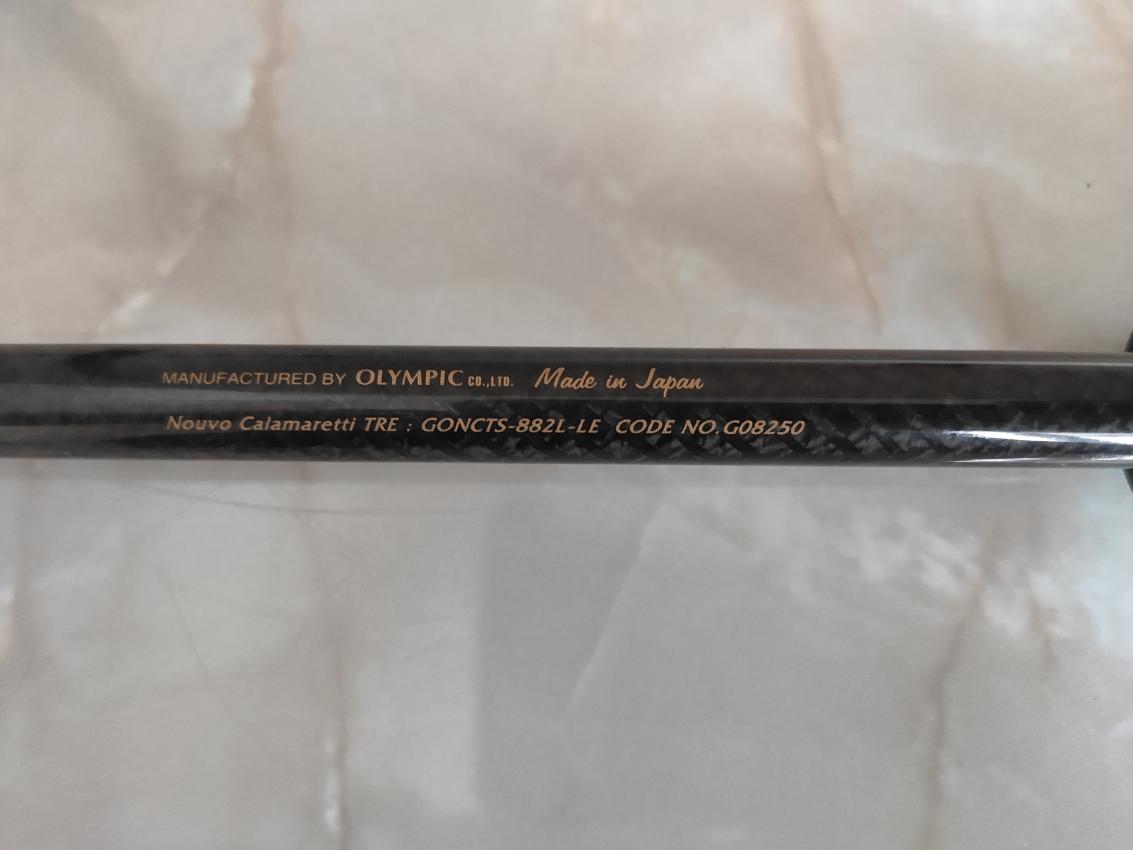 MANUFACTURED BY OLYMPIC CO.,LTD. Made in Japan
Nouvo Calamaretti TRE : GONCTS-882L-LE CODE NO.G08250